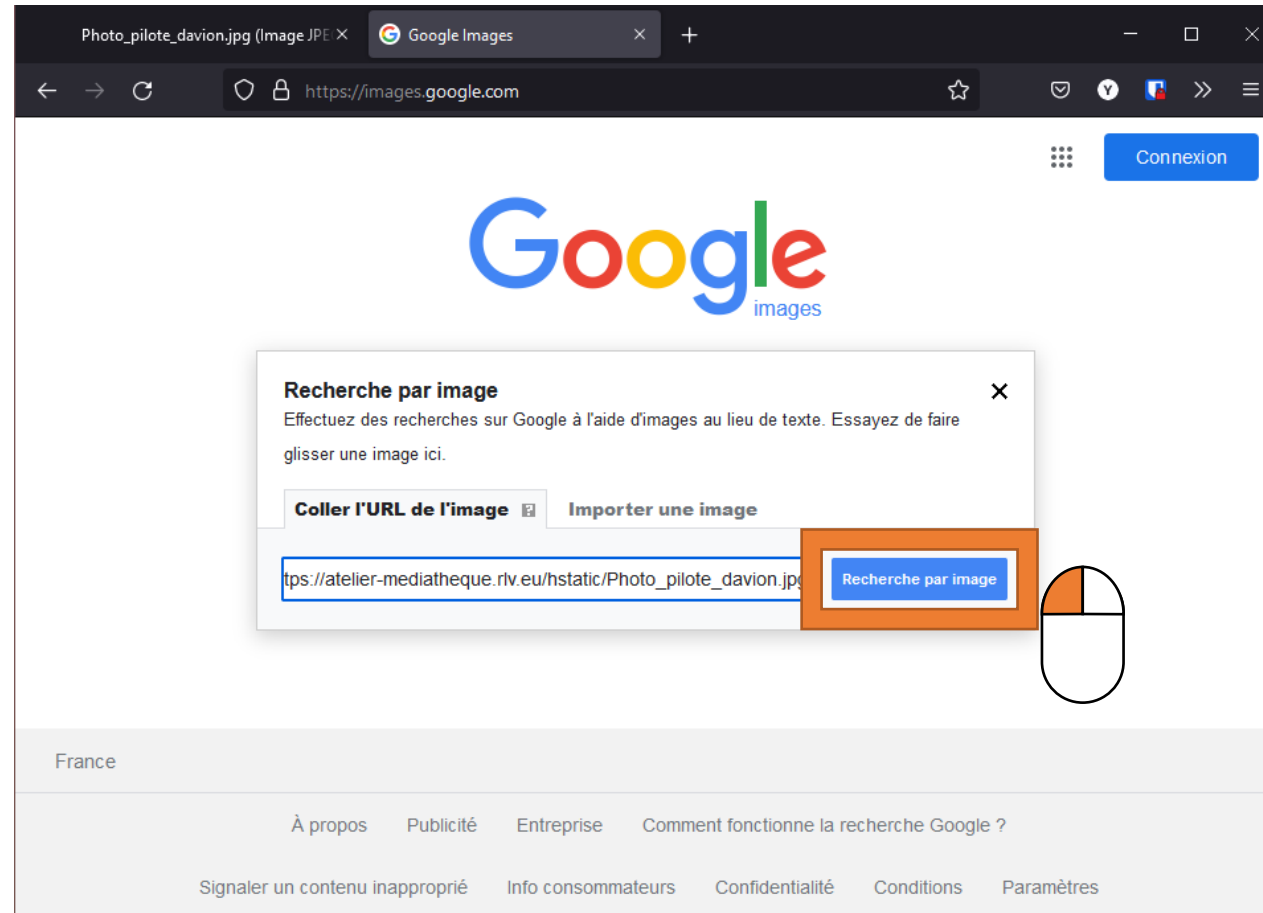 Photo_pilote_davion.jpg (Image JPE
Google Images
https://images.google.com
Y
Connexion
Google
images
Recherche par image
Effectuez des recherches sur Google à l'aide d'images au lieu de texte. Essayez de faire
glisser une image ici.
Coller l'URL de l'image ?
Importer une image
tps://atelier-mediatheque.rlv.eu/hstatic/Photo_pilote_davion.jpg
Recherche par image
France
À propos Publicité Entreprise Comment fonctionne la recherche Google ?
Signaler un contenu inapproprié Info consommateurs Confidentialité Conditions Paramètres